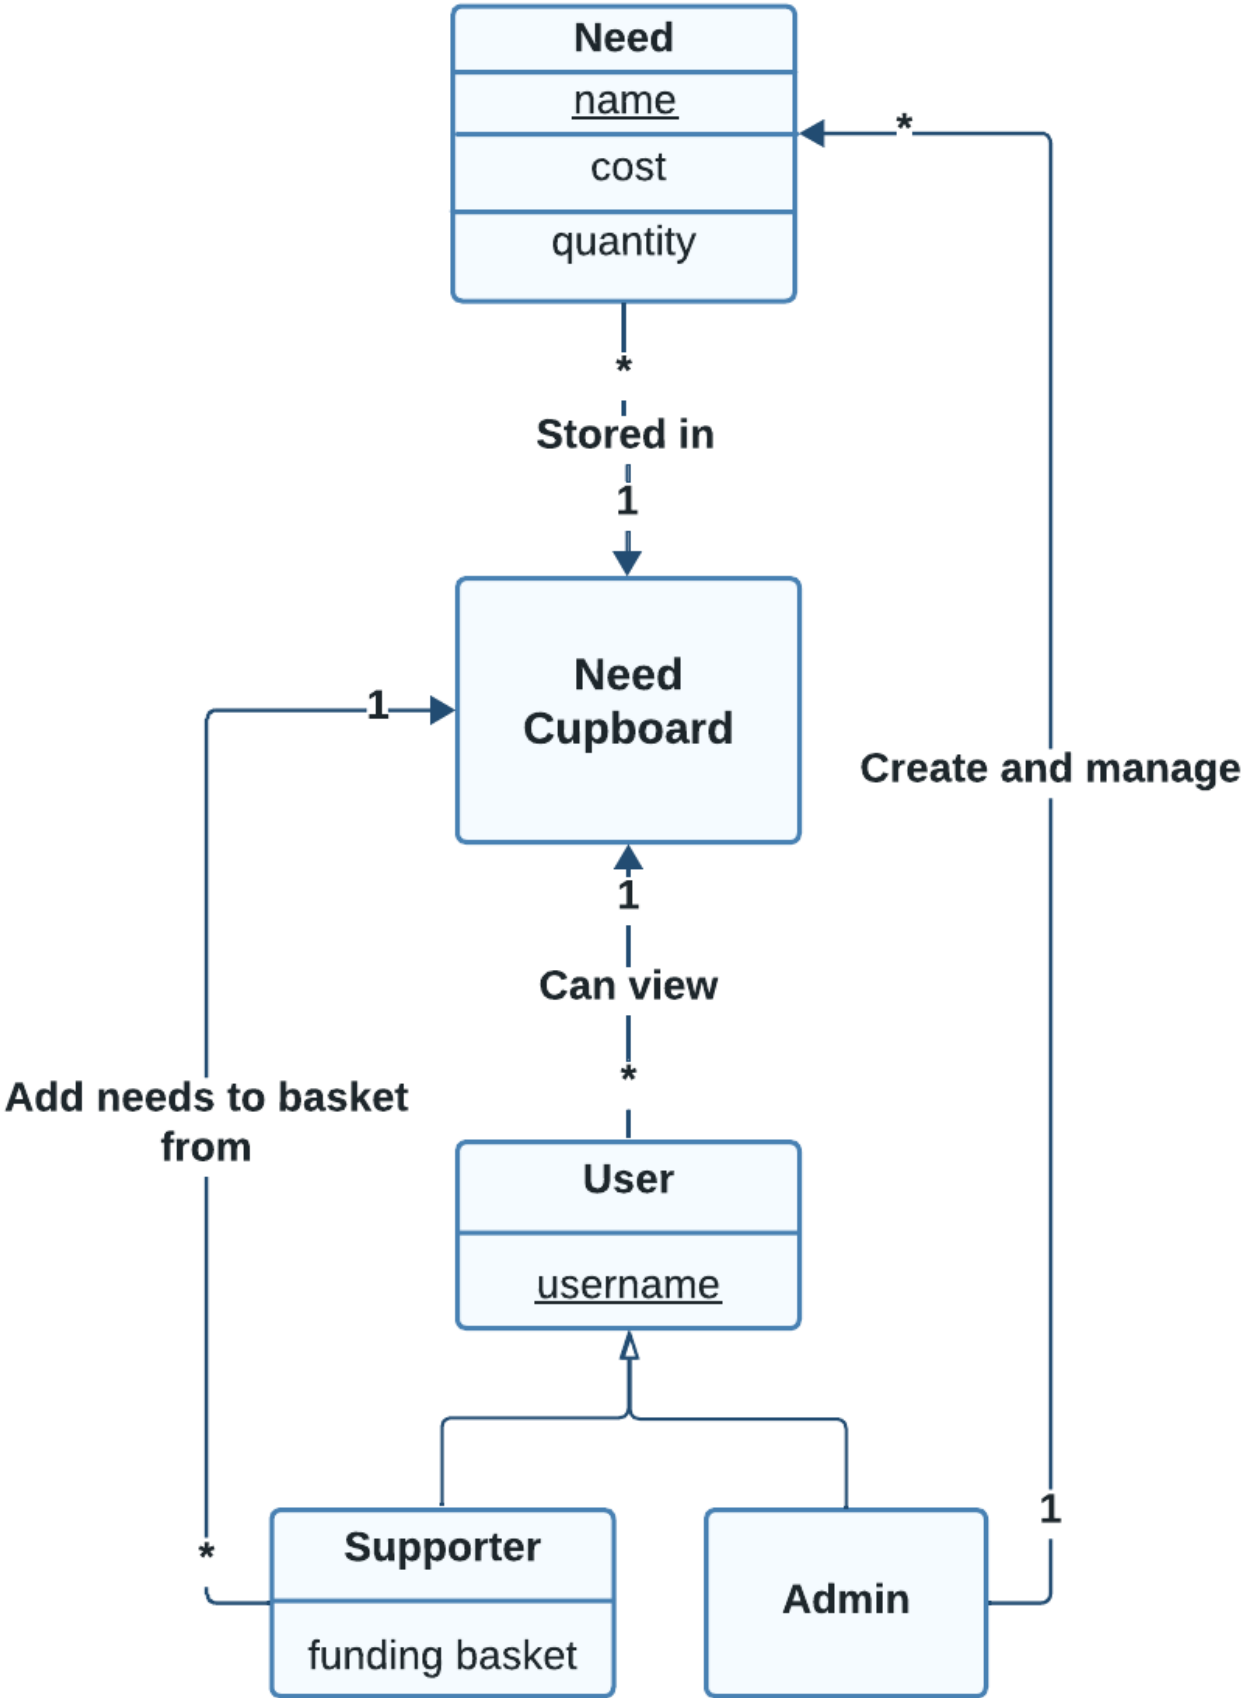 Need
name
*
cost
quantity
*
Stored in
1
Need
Cupboard
1
Create and manage
1
Can view
*
Add needs to basket
from
User
username
1
*
Supporter
Admin
funding basket